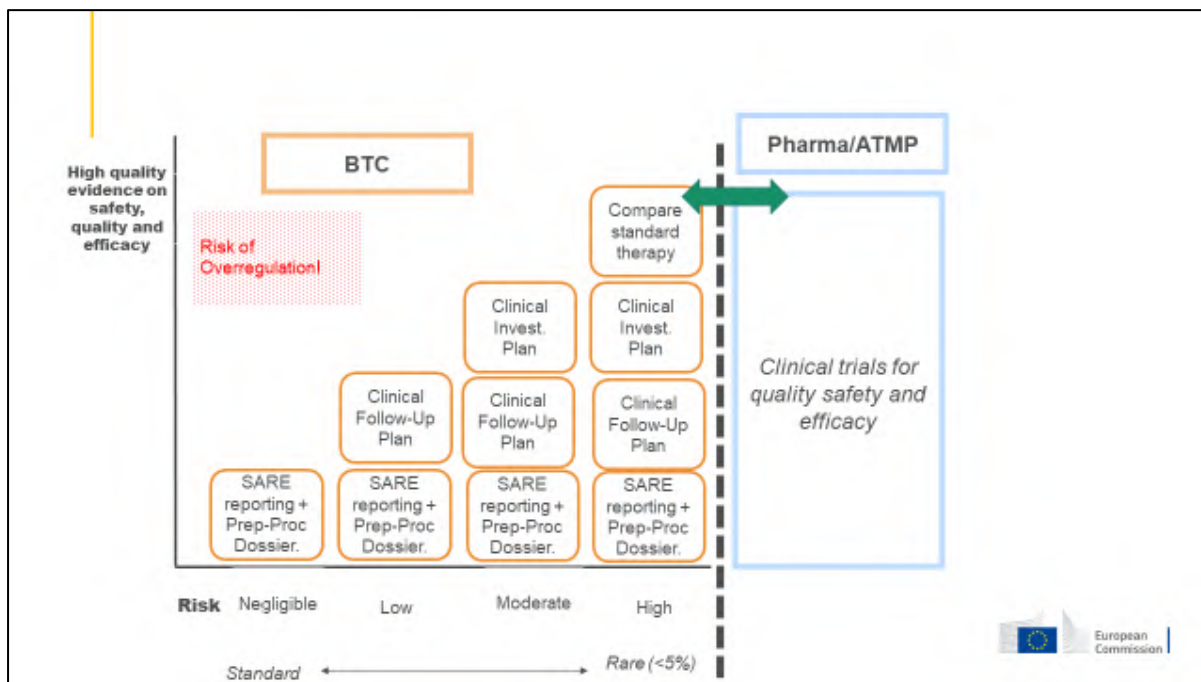 High quality
evidence on
safety,
quality and
efficacy
BTC
Pharma/ATMP
Risk of
Overregulation!
Compare
standard
therapy
Clinical
Invest.
Plan
Clinical
Invest.
Plan
Clinical trials for
quality safety and
efficacy
Clinical
Follow-Up
Plan
Clinical
Follow-Up
Plan
Clinical
Follow-Up
Plan
SARE
reporting +
Prep-Proc
Dossier.
SARE
reporting +
Prep-Proc
Dossier.
SARE
reporting +
Prep-Proc
Dossier.
SARE
reporting +
Prep-Proc
Dossier.
Risk Negligible Low Moderate High
Standard Rare (<5%)
European
Commission